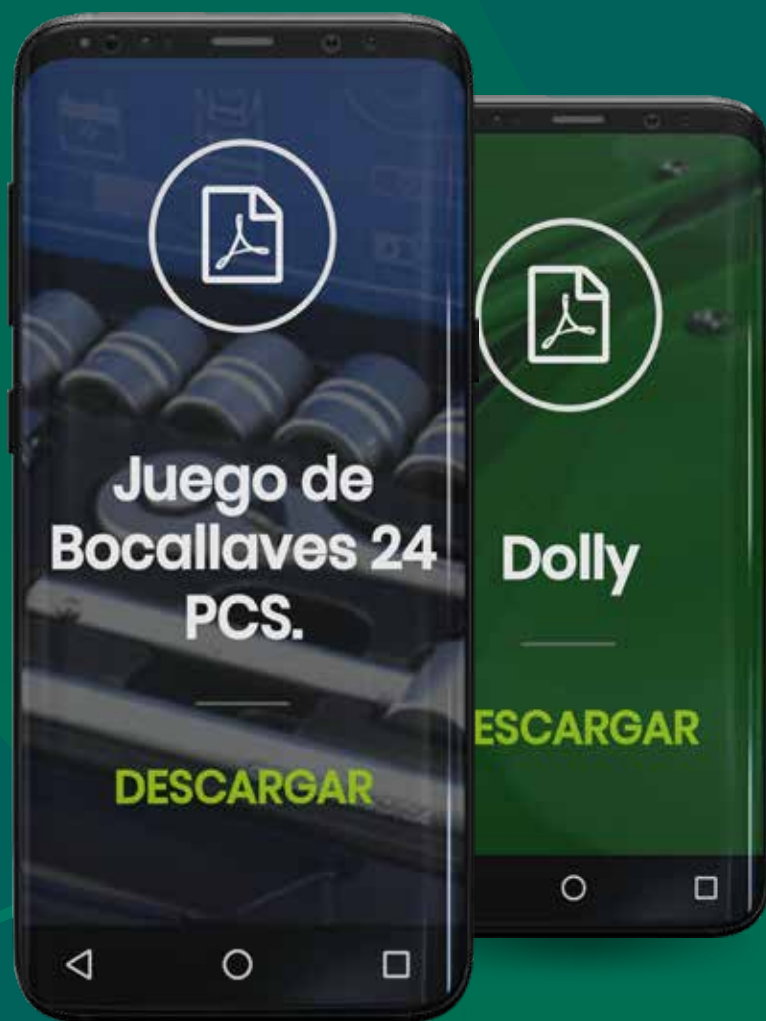 Juego de
Bocallaves 24
PCS.
DESCARGAR
Dolly
ESCARGAR